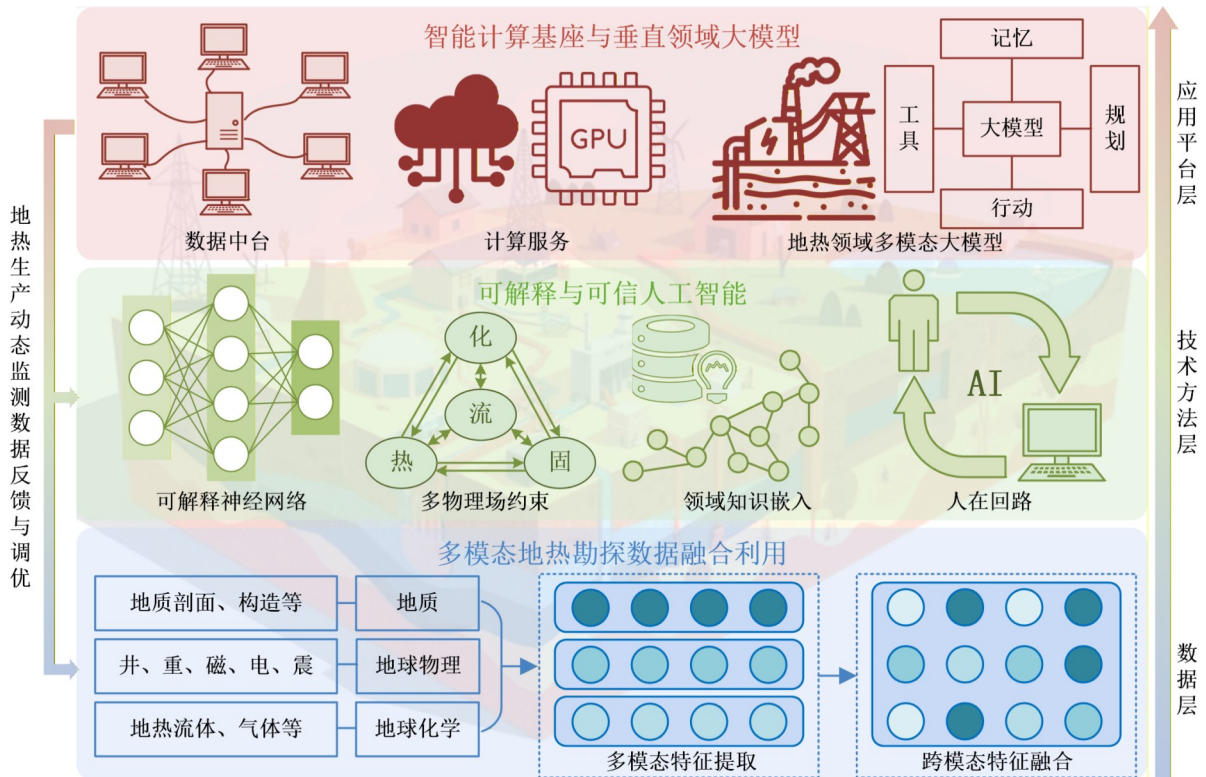 智能计算基座与垂直领域大模型
GPU
记忆
工具
大模型
规划
行动
数据中台
计算服务
地热领域多模态大模型
应用平台层
地热生产动态监测数据反馈与调优
可解释与可信人工智能
化
流
热
固
AI
可解释神经网络
多物理场约束
领域知识嵌入
人在回路
技术方法层
多模态地热勘探数据融合利用
地质剖面、构造等
地质
井、重、磁、电、震
地球物理
地热流体、气体等
地球化学
多模态特征提取
跨模态特征融合
数据层